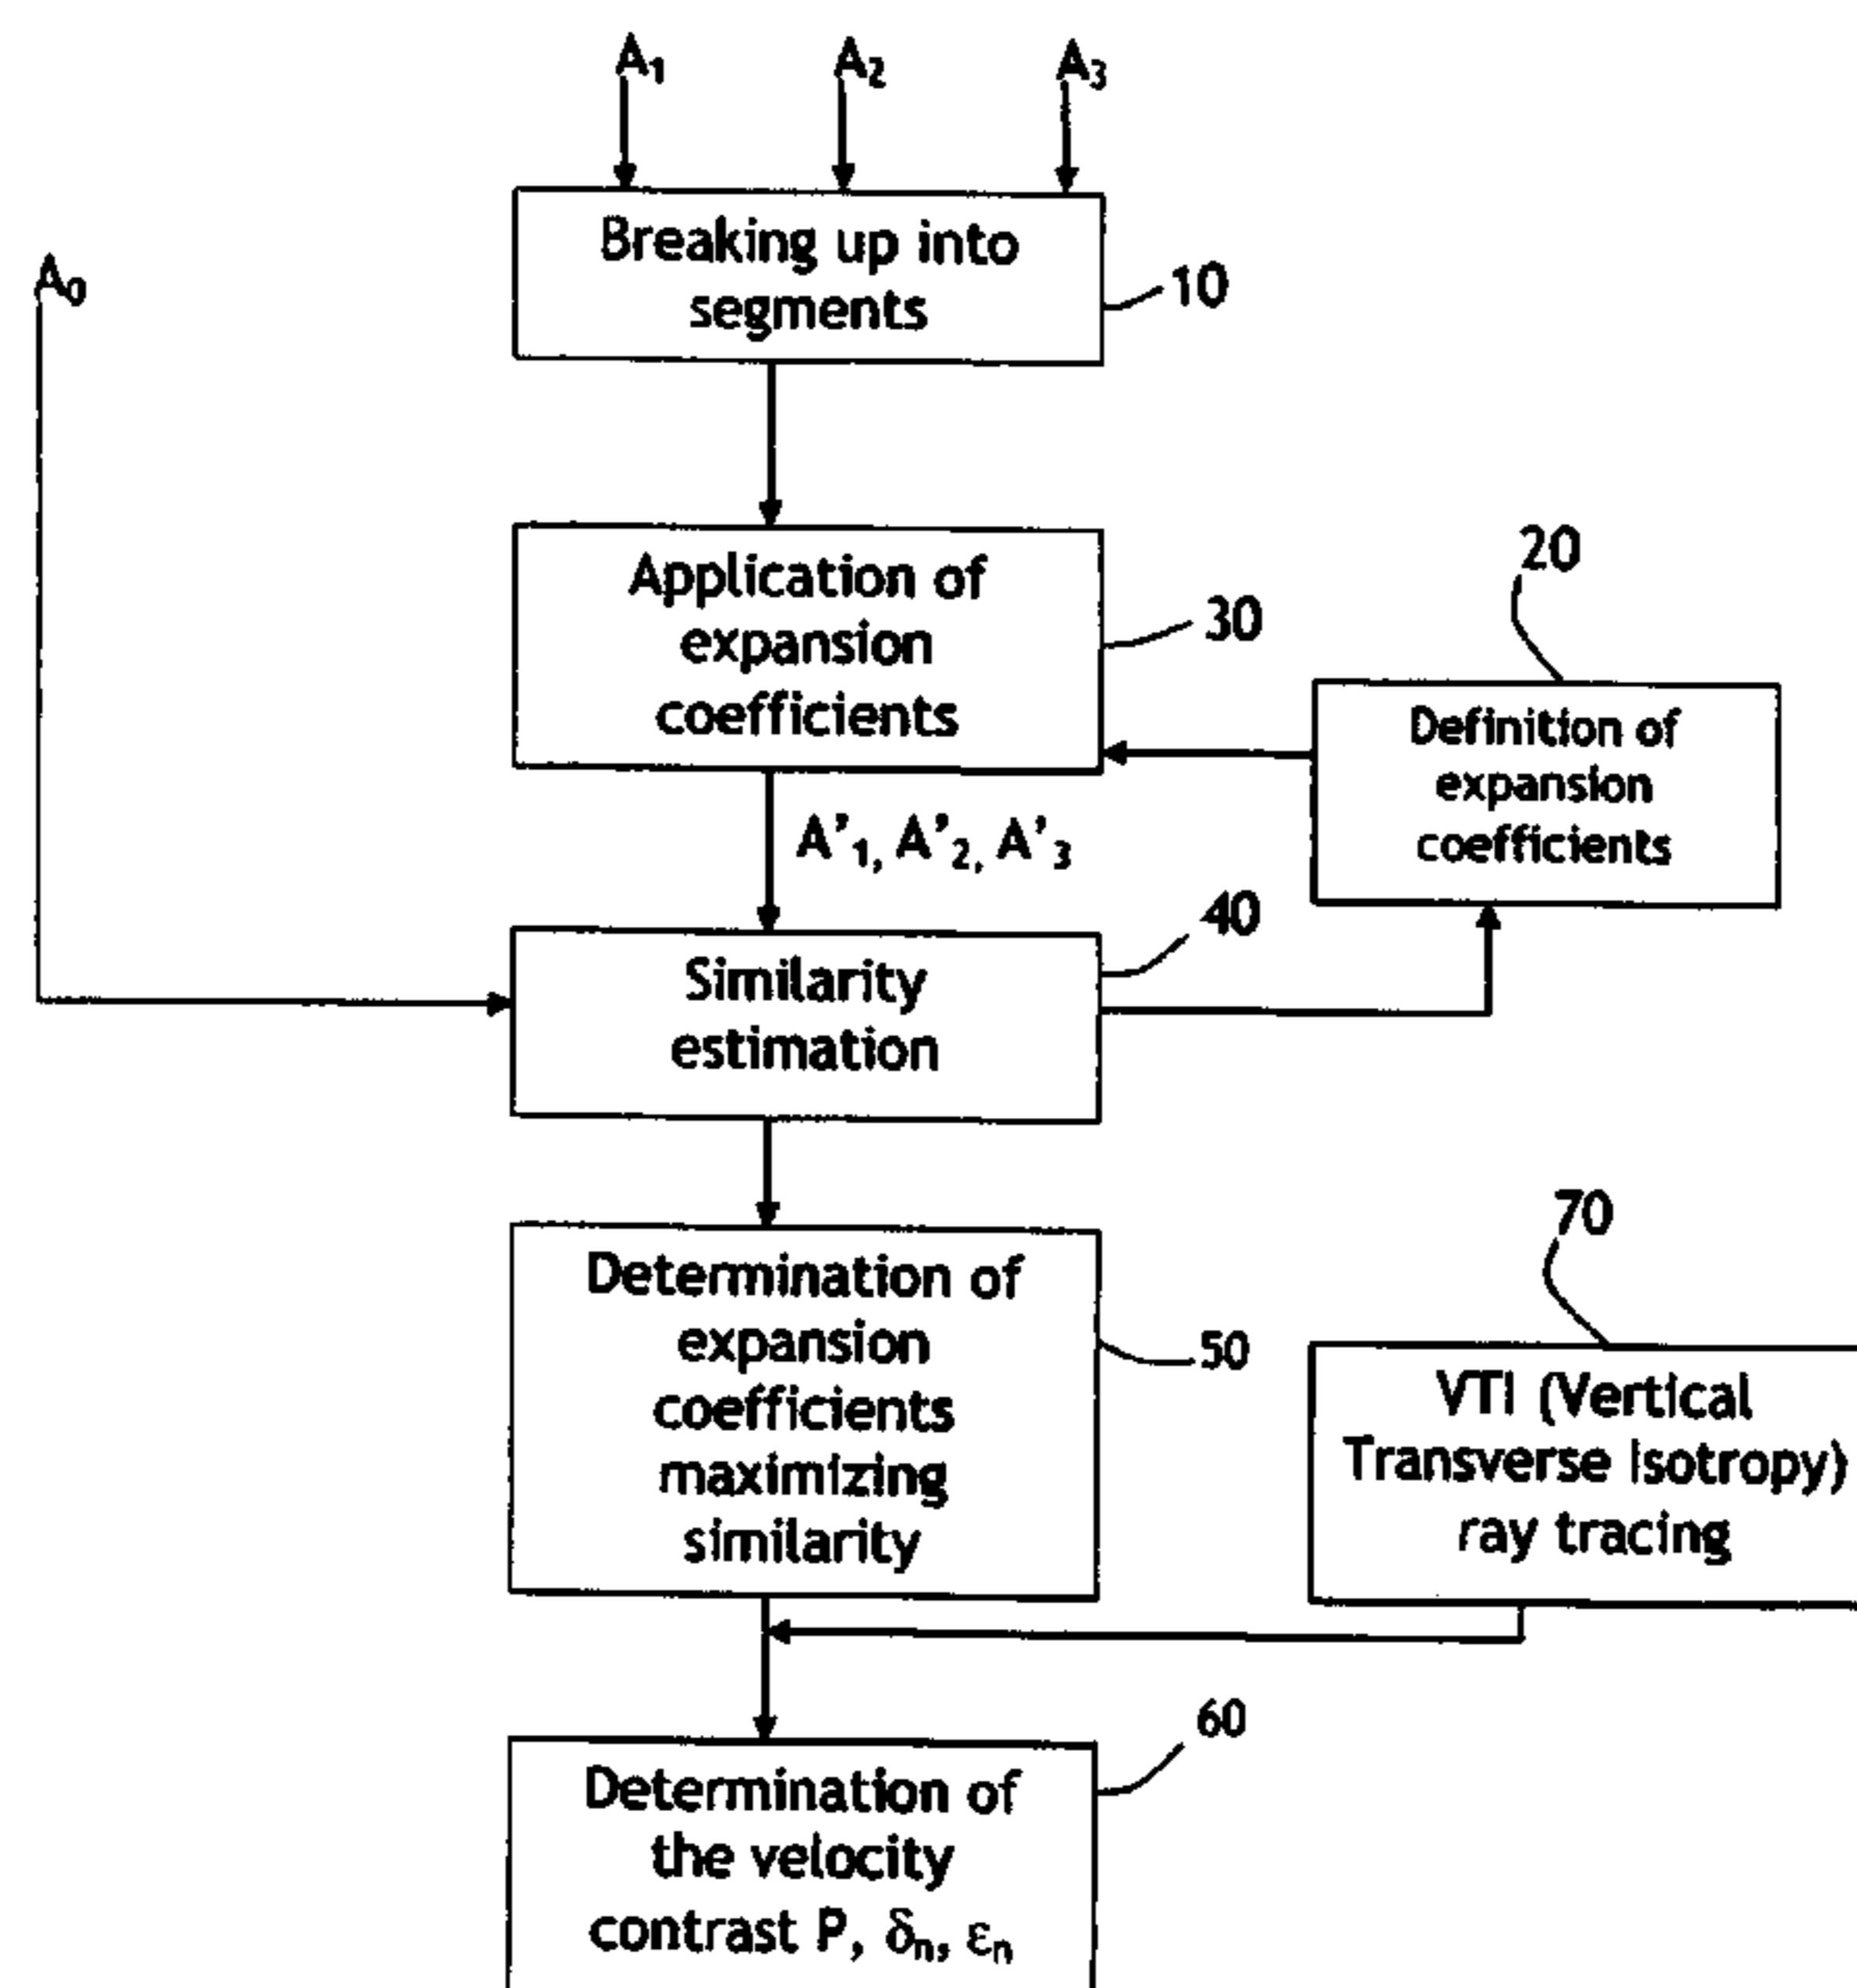 A1
A2
A3
Breaking up into
segments
10
A0
Application of
expansion
coefficients
30
20
Definition of
expansion
coefficients
A’1, A’2, A’3
40
Similarity
estimation
Determination of
expansion
coefficients
maximizing
similarity
50
70
VTI (Vertical
Transverse Isotropy)
ray tracing
60
Determination of
the velocity
contrast P, δn, εn